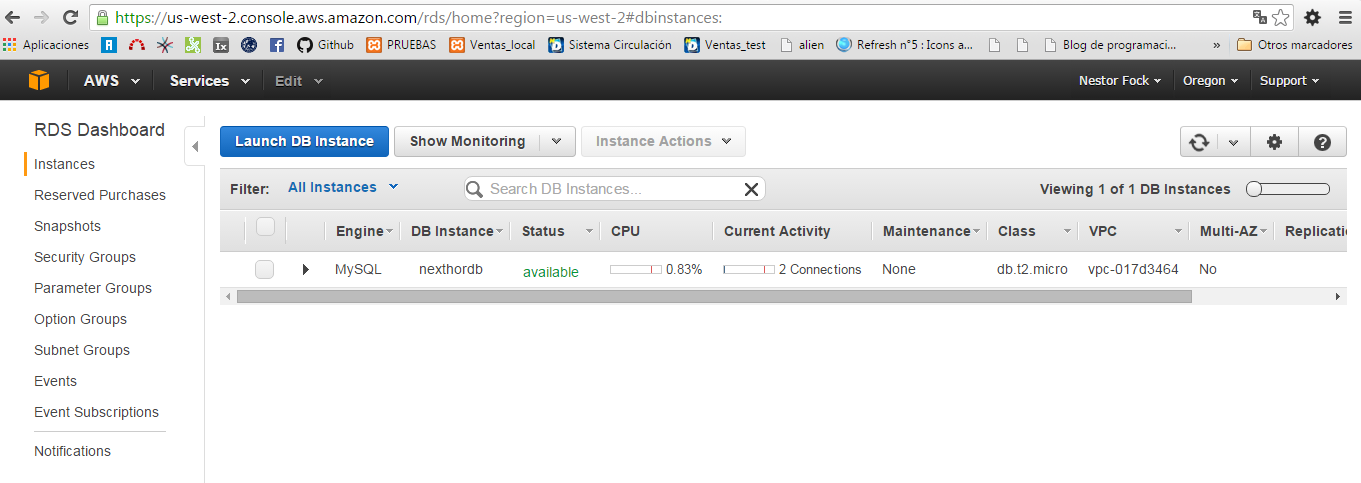 https://us-west-2.console.aws.amazon.com/rds/home?region=us-west-2#dbinstances:
Aplicaciones Github PRUEBAS Ventas_local Sistema Circulación Ventas_test alien Refresh n°5 : Icons a... Blog de programaci... » Otros marcadores
AWS Services Edit Nestor Fock Oregon Support
RDS Dashboard
Instances
Reserved Purchases
Snapshots
Security Groups
Parameter Groups
Option Groups
Subnet Groups
Events
Event Subscriptions
Notifications
Launch DB Instance Show Monitoring Instance Actions
Filter: All Instances Search DB Instances... Viewing 1 of 1 DB Instances
Engine DB Instance Status CPU Current Activity Maintenance Class VPC Multi-AZ Replicati
MySQL nexthordb available 0.83% 2 Connections None db.t2.micro vpc-017d3464 No